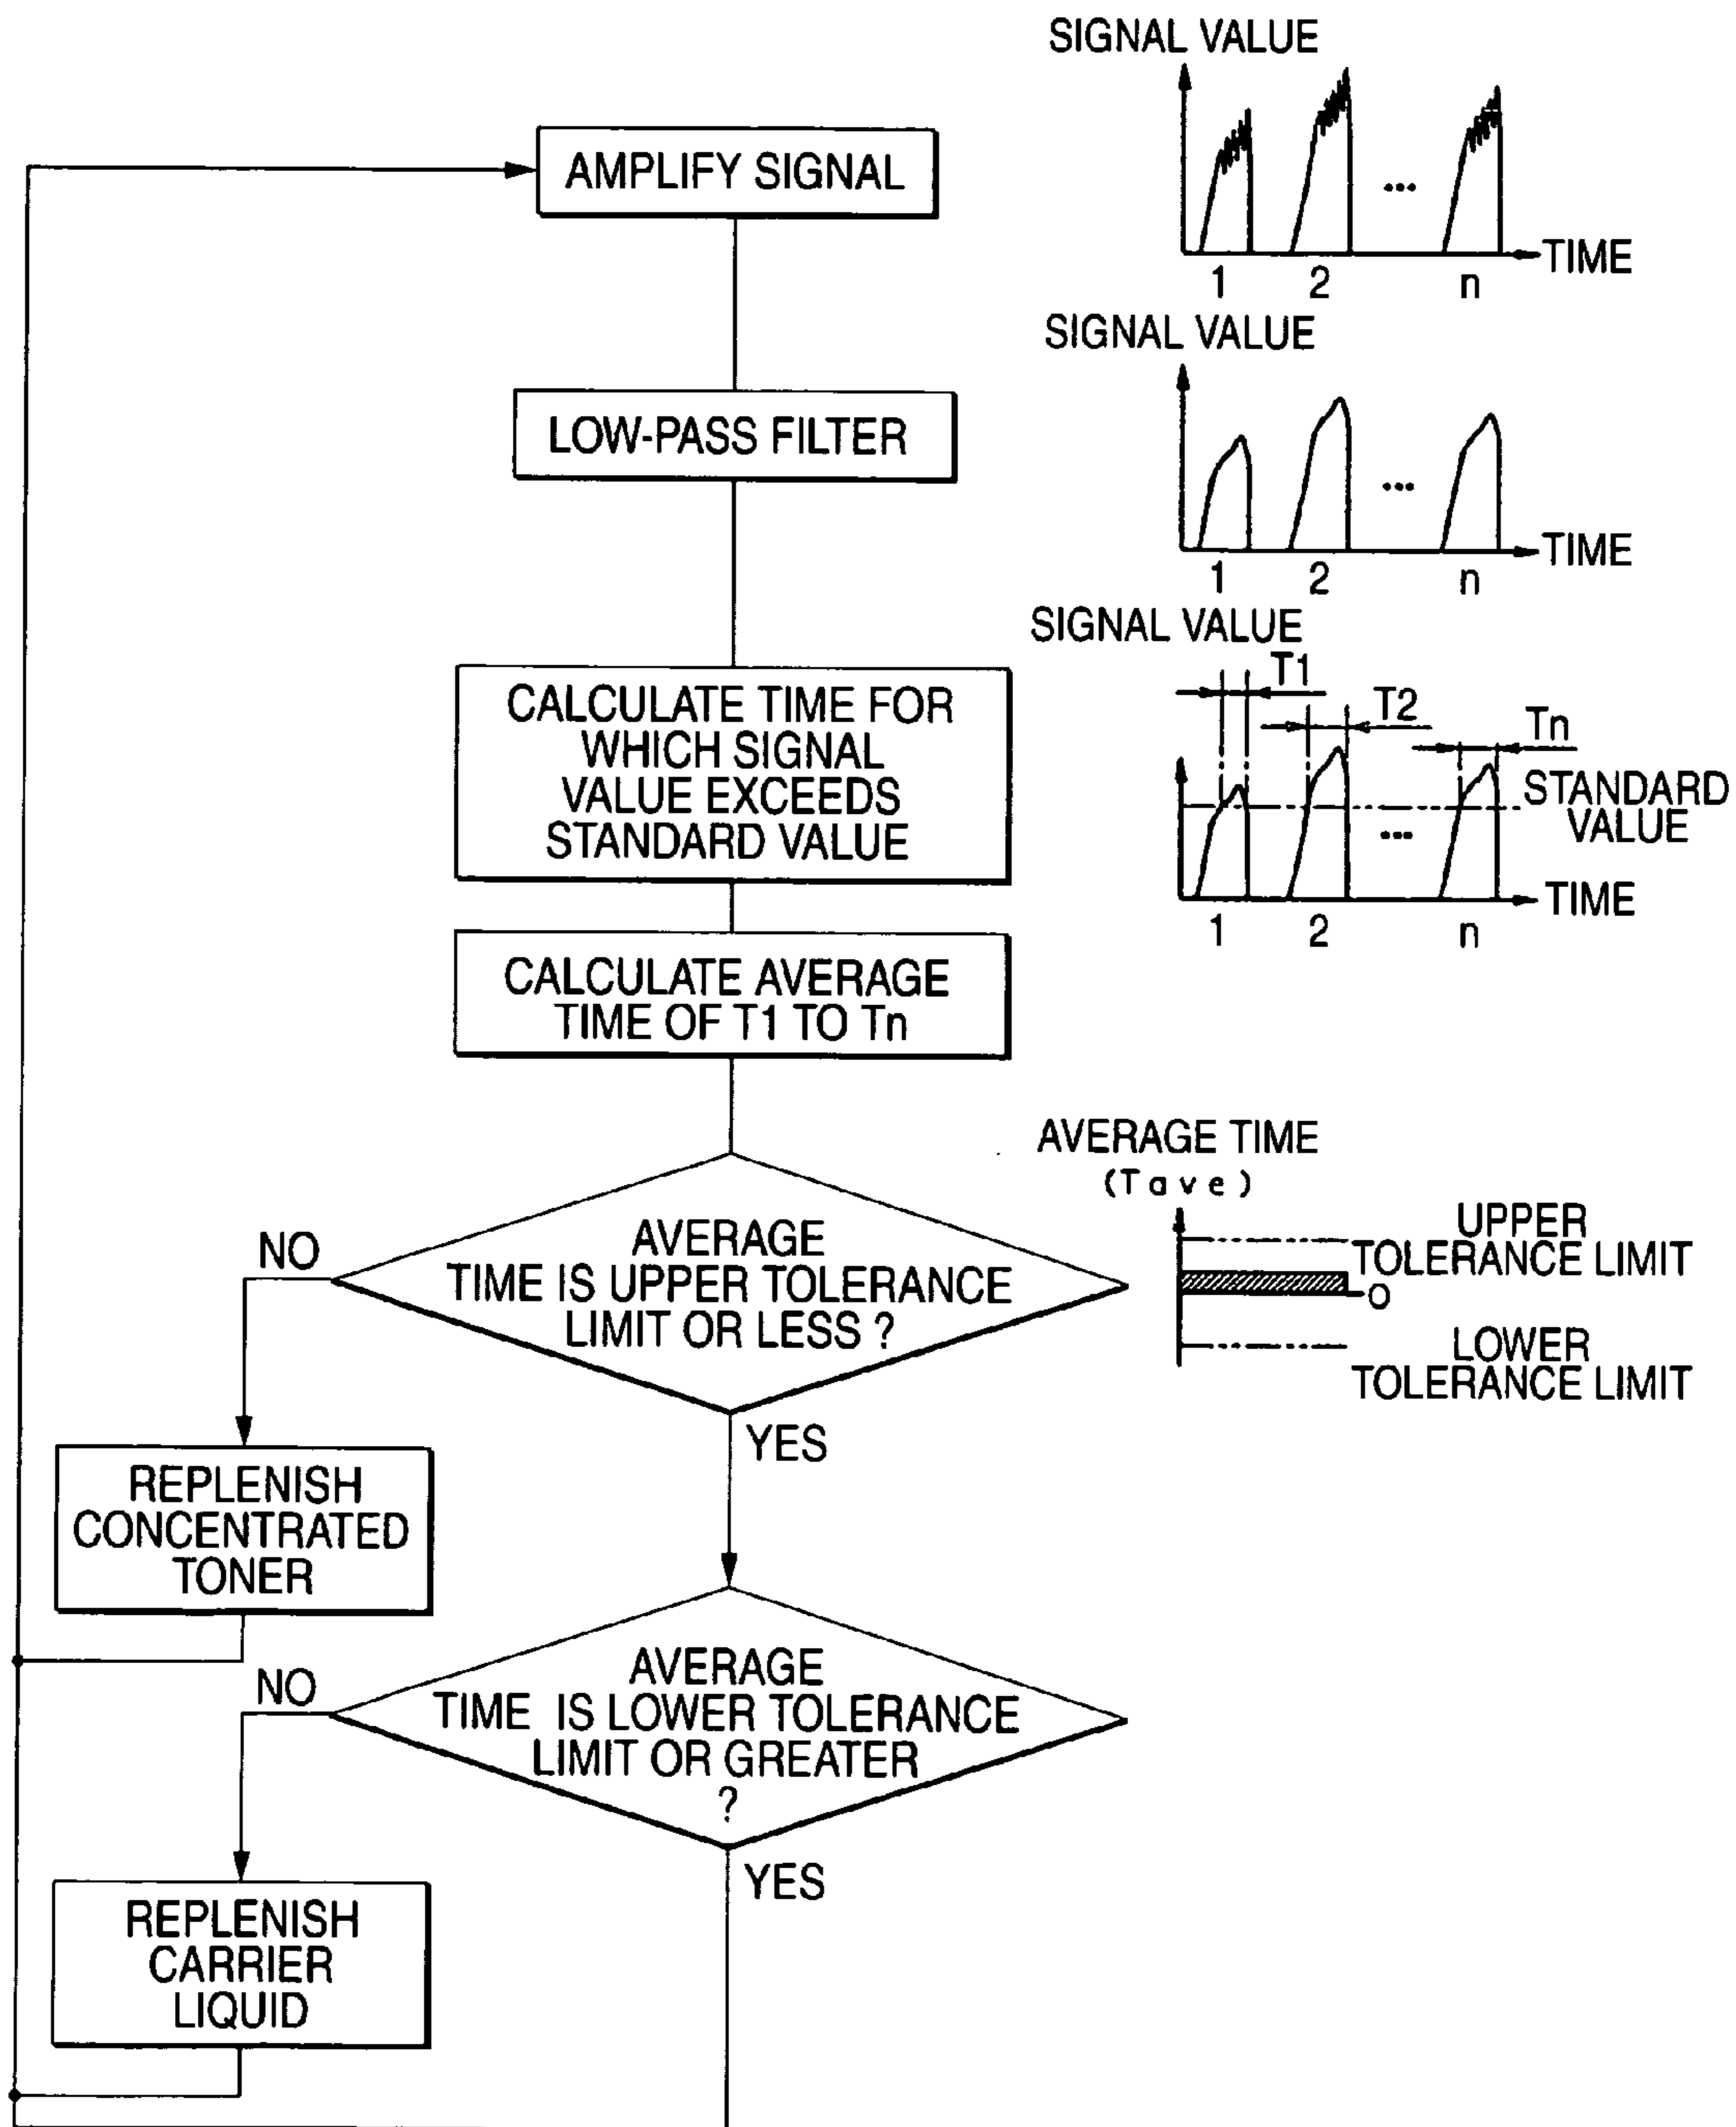 SIGNAL VALUE
AMPLIFY SIGNAL
...
TIME
1 2 n
SIGNAL VALUE
LOW-PASS FILTER
...
TIME
1 2 n
SIGNAL VALUE
T1
T2
Tn
CALCULATE TIME FOR
WHICH SIGNAL
VALUE EXCEEDS
STANDARD VALUE
STANDARD
VALUE
...
TIME
1 2 n
CALCULATE AVERAGE
TIME OF T1 TO Tn
AVERAGE TIME
(Tave)
UPPER
TOLERANCE LIMIT
0
LOWER
TOLERANCE LIMIT
AVERAGE
TIME IS UPPER TOLERANCE
LIMIT OR LESS ?
NO
YES
REPLENISH
CONCENTRATED
TONER
AVERAGE
TIME IS LOWER TOLERANCE
LIMIT OR GREATER
?
NO
YES
REPLENISH
CARRIER
LIQUID